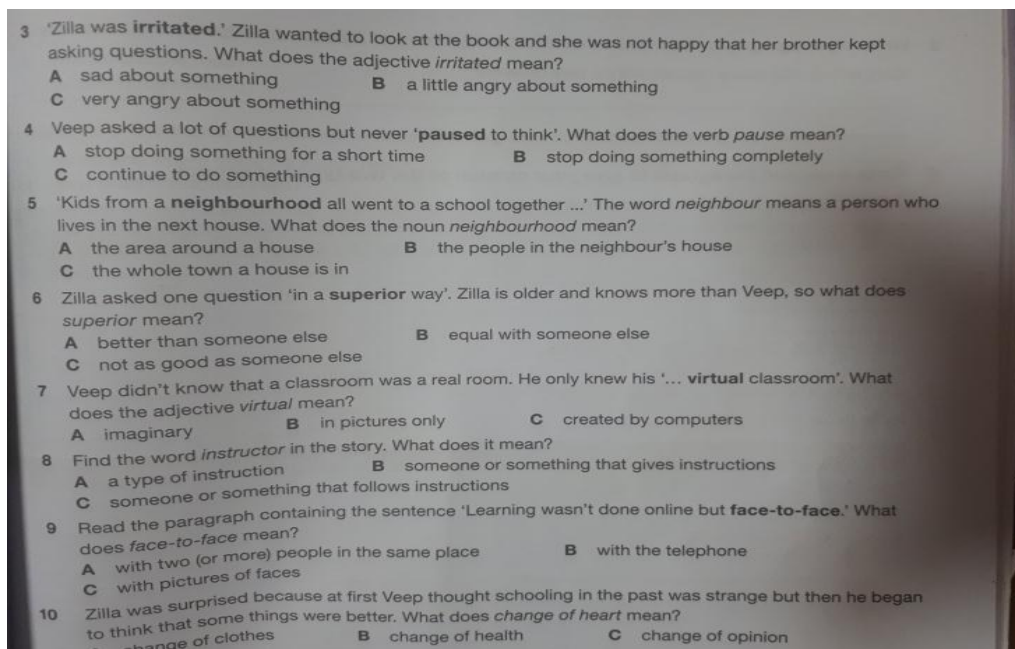 3 'Zilla was irritated.' Zilla wanted to look at the book and she was not happy that her brother kept
asking questions. What does the adjective irritated mean?
A sad about something B a little angry about something
C very angry about something
4 Veep asked a lot of questions but never 'paused to think'. What does the verb pause mean?
A stop doing something for a short time B stop doing something completely
C continue to do something
5 'Kids from a neighbourhood all went to a school together ...' The word neighbour means a person who
lives in the next house. What does the noun neighbourhood mean?
A the area around a house B the people in the neighbour's house
C the whole town a house is in
6 Zilla asked one question 'in a superior way'. Zilla is older and knows more than Veep, so what does
superior mean?
A better than someone else B equal with someone else
C not as good as someone else
7 Veep didn't know that a classroom was a real room. He only knew his '... virtual classroom'. What
does the adjective virtual mean?
A imaginary B in pictures only C created by computers
8 Find the word instructor in the story. What does it mean?
A a type of instruction B someone or something that gives instructions
C someone or something that follows instructions
9 Read the paragraph containing the sentence 'Learning wasn't done online but face-to-face.' What
does face-to-face mean?
A with two (or more) people in the same place B with the telephone
C with pictures of faces
10 Zilla was surprised because at first Veep thought schooling in the past was strange but then he began
to think that some things were better. What does change of heart mean?
of clothes B change of health C change of opinion